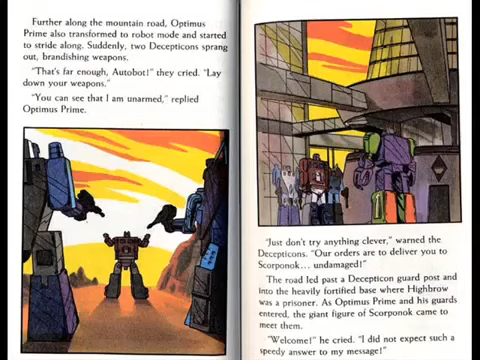 Further along the mountain road, Optimus
Prime also transformed to robot mode and started
to stride along. Suddenly, two Decepticons sprang
out, brandishing weapons.
"That's far enough, Autobot!" they cried. "Lay
down your weapons."
"You can see that I am unarmed," replied
Optimus Prime.
"Just don't try anything clever," warned the
Decepticons. "Our orders are to deliver you to
Scorponok... undamaged!"
The road led past a Decepticon guard post and
into the heavily fortified base where Highbrow
was a prisoner. As Optimus Prime and his guards
entered, the giant figure of Scorponok came to
meet them.
"Welcome!" he cried. "I did not expect such a
speedy answer to my message!"